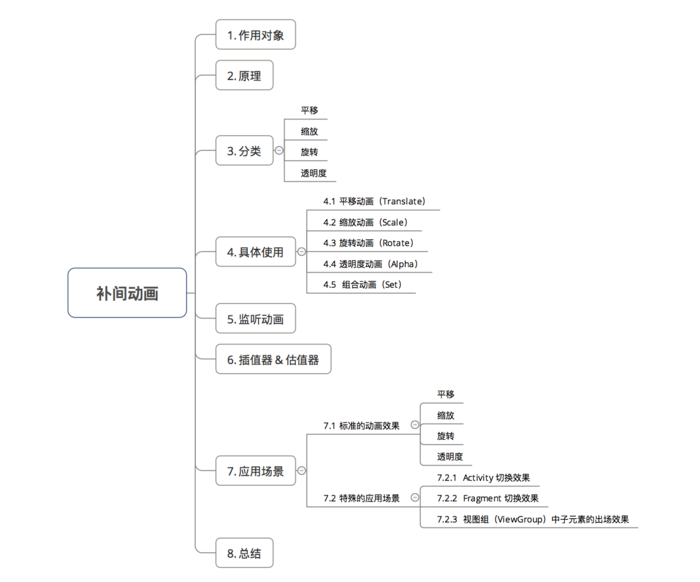 补间动画
1. 作用对象
2. 原理
3. 分类
平移
缩放
旋转
透明度
4. 具体使用
4.1 平移动画（Translate）
4.2 缩放动画（Scale）
4.3 旋转动画（Rotate）
4.4 透明度动画（Alpha）
4.5 组合动画（Set）
5. 监听动画
6. 插值器 & 估值器
7. 应用场景
7.1 标准的动画效果
平移
缩放
旋转
透明度
7.2 特殊的应用场景
7.2.1 Activity 切换效果
7.2.2 Fragment 切换效果
7.2.3 视图组（ViewGroup）中子元素的出场效果
8. 总结